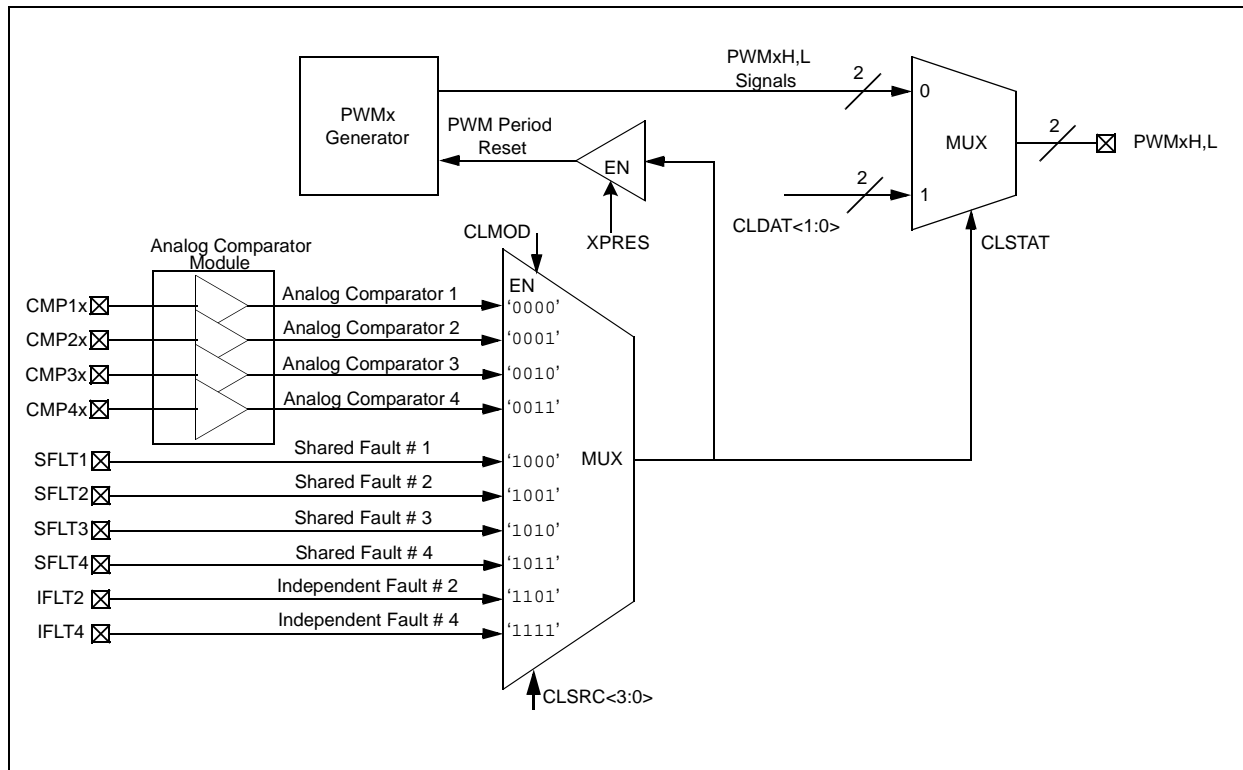 PWMxH,L
Signals
2
0
PWMx
Generator
PWM Period
Reset
EN
MUX
2
PWMxH,L
2
1
XPRES
CLDAT<1:0>
CLSTAT
CLMOD
Analog Comparator
Module
EN
CMP1x
Analog Comparator 1
‘0000’
CMP2x
Analog Comparator 2
‘0001’
CMP3x
Analog Comparator 3
‘0010’
CMP4x
Analog Comparator 4
‘0011’
SFLT1
Shared Fault # 1
‘1000’
MUX
SFLT2
Shared Fault # 2
‘1001’
SFLT3
Shared Fault # 3
‘1010’
SFLT4
Shared Fault # 4
‘1011’
IFLT2
Independent Fault # 2
‘1101’
IFLT4
Independent Fault # 4
‘1111’
CLSRC<3:0>